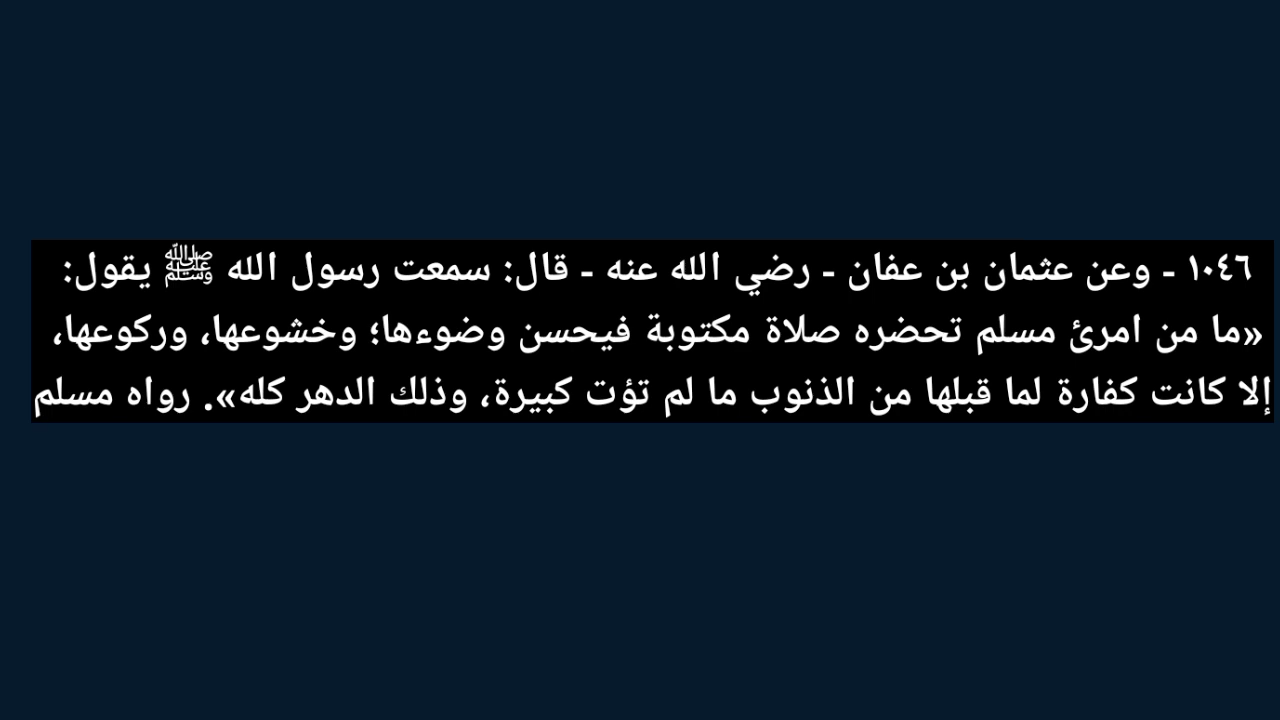 ١٠٤٦ - وعن عثمان بن عفان - رضي الله عنه - قال: سمعت رسول الله ﷺ يقول:
«ما من امرئ مسلم تحضره صلاة مكتوبة فيحسن وضوءها؛ وخشوعها، وركوعها،
إلا كانت كفارة لما قبلها من الذنوب ما لم تؤت كبيرة، وذلك الدهر كله». رواه مسلم